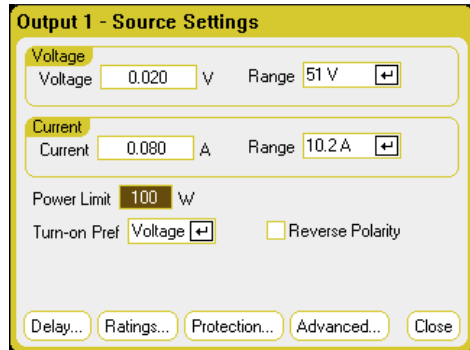 Output 1 - Source Settings
Voltage
Voltage 0.020 V Range 51 V
Current
Current 0.080 A Range 10.2 A
Power Limit 100 W
Turn-on Pref Voltage Reverse Polarity
Delay... Ratings... Protection... Advanced... Close